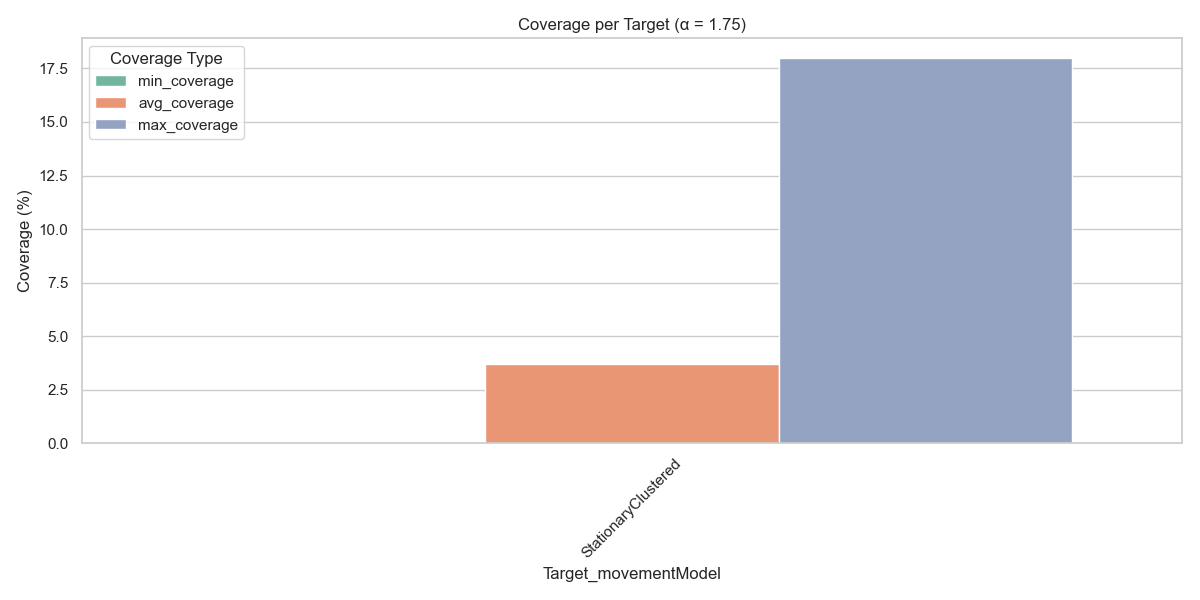 Coverage per Target (α = 1.75)
Coverage Type
min_coverage
avg_coverage
max_coverage
Coverage (%)
17.5
15.0
12.5
10.0
7.5
5.0
2.5
0.0
StationaryClustered
Target_movementModel